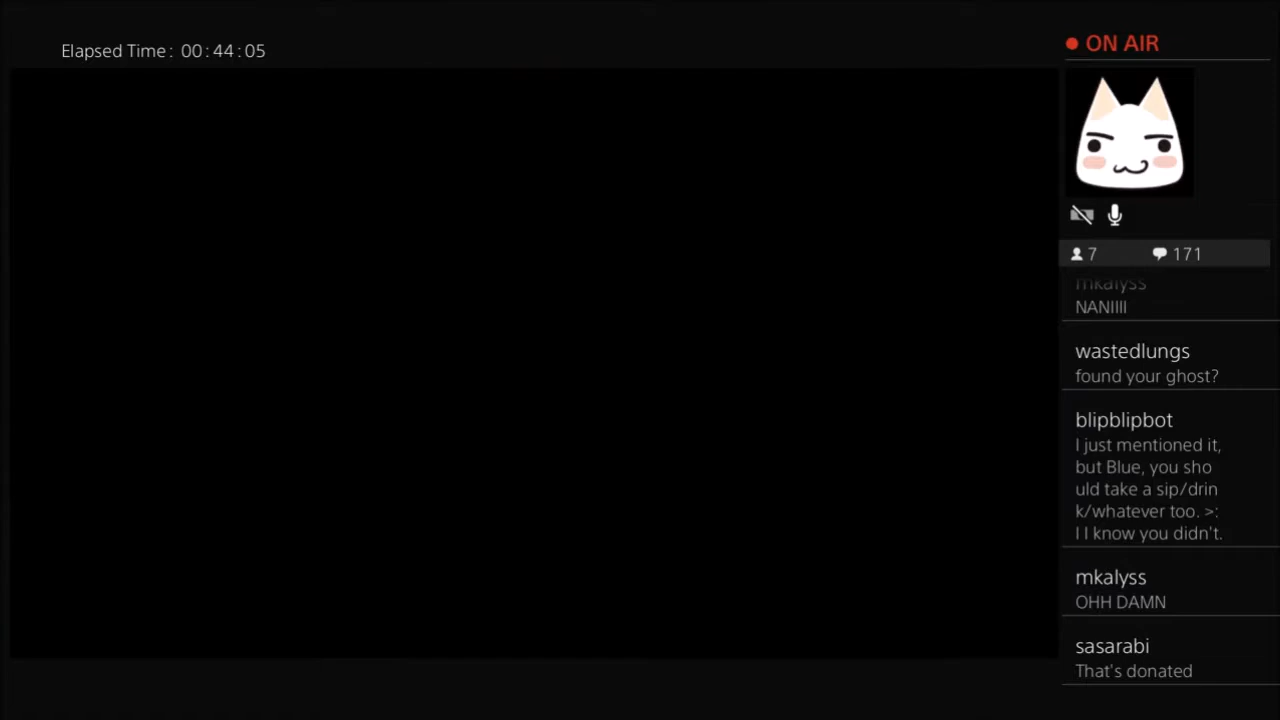 Elapsed Time: 00:44:05
ON AIR
7 171
mkalyss
NANIIII
wastedlungs
found your ghost?
blipblipbot
I just mentioned it,
but Blue, you sho
uld take a sip/drin
k/whatever too. >:
I I know you didn't.
mkalyss
OHH DAMN
sasarabi
That's donated